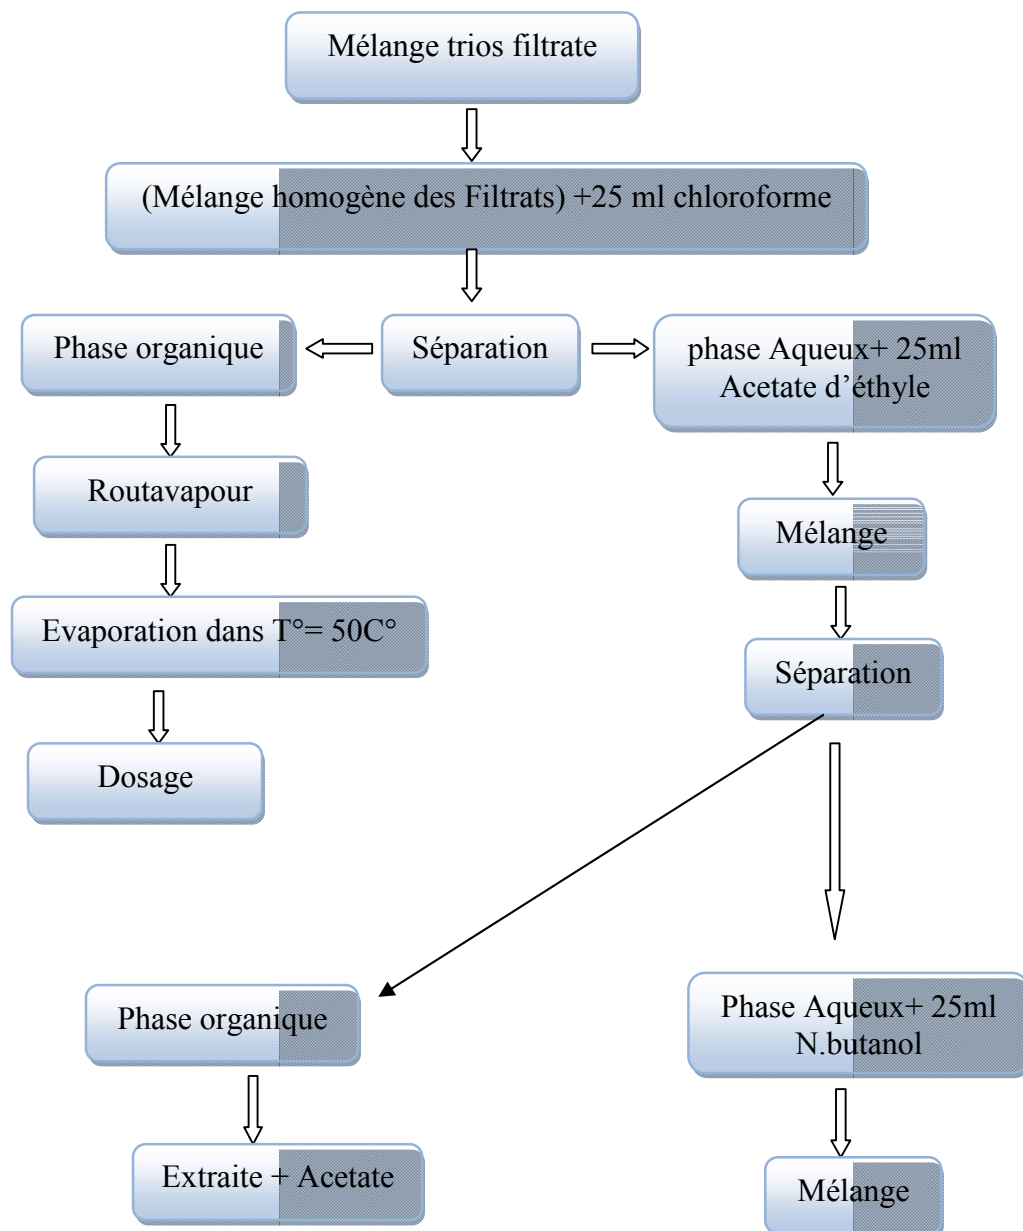 Mélange trios filtrate
(Mélange homogène des Filtrats) +25 ml chloroforme
Phase organique
Séparation
phase Aqueux+ 25ml
Acetate d'éthyle
Routavapour
Mélange
Evaporation dans T°= 50C°
Séparation
Dosage
Phase organique
Phase Aqueux+ 25ml
N.butanol
Extraite + Acetate
Mélange